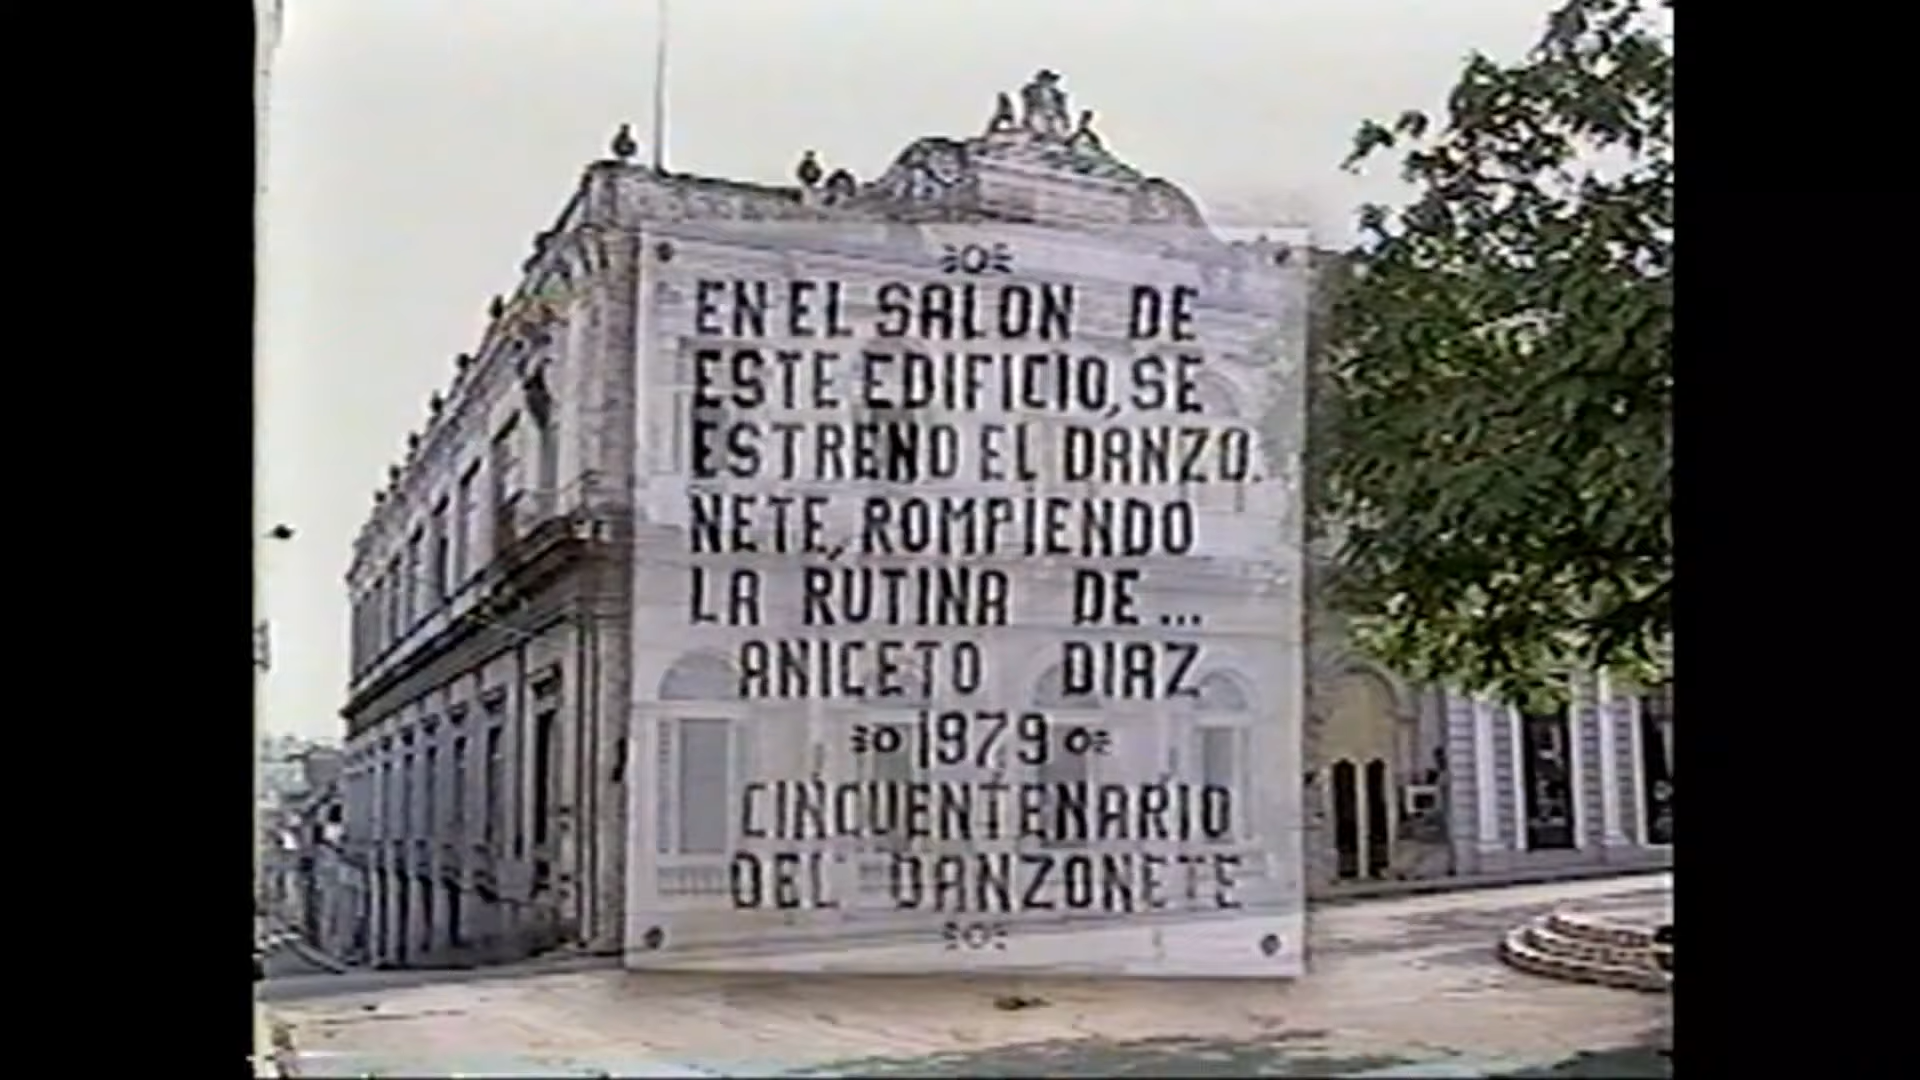 EN EL SALON DE
ESTE EDIFICIO, SE
ESTRENO EL DANZO.
NETE, ROMPIENDO
LA RUTINA DE...
ANICETO DIAZ
1979
CINCUENTENARIO
DEL DANZONETE